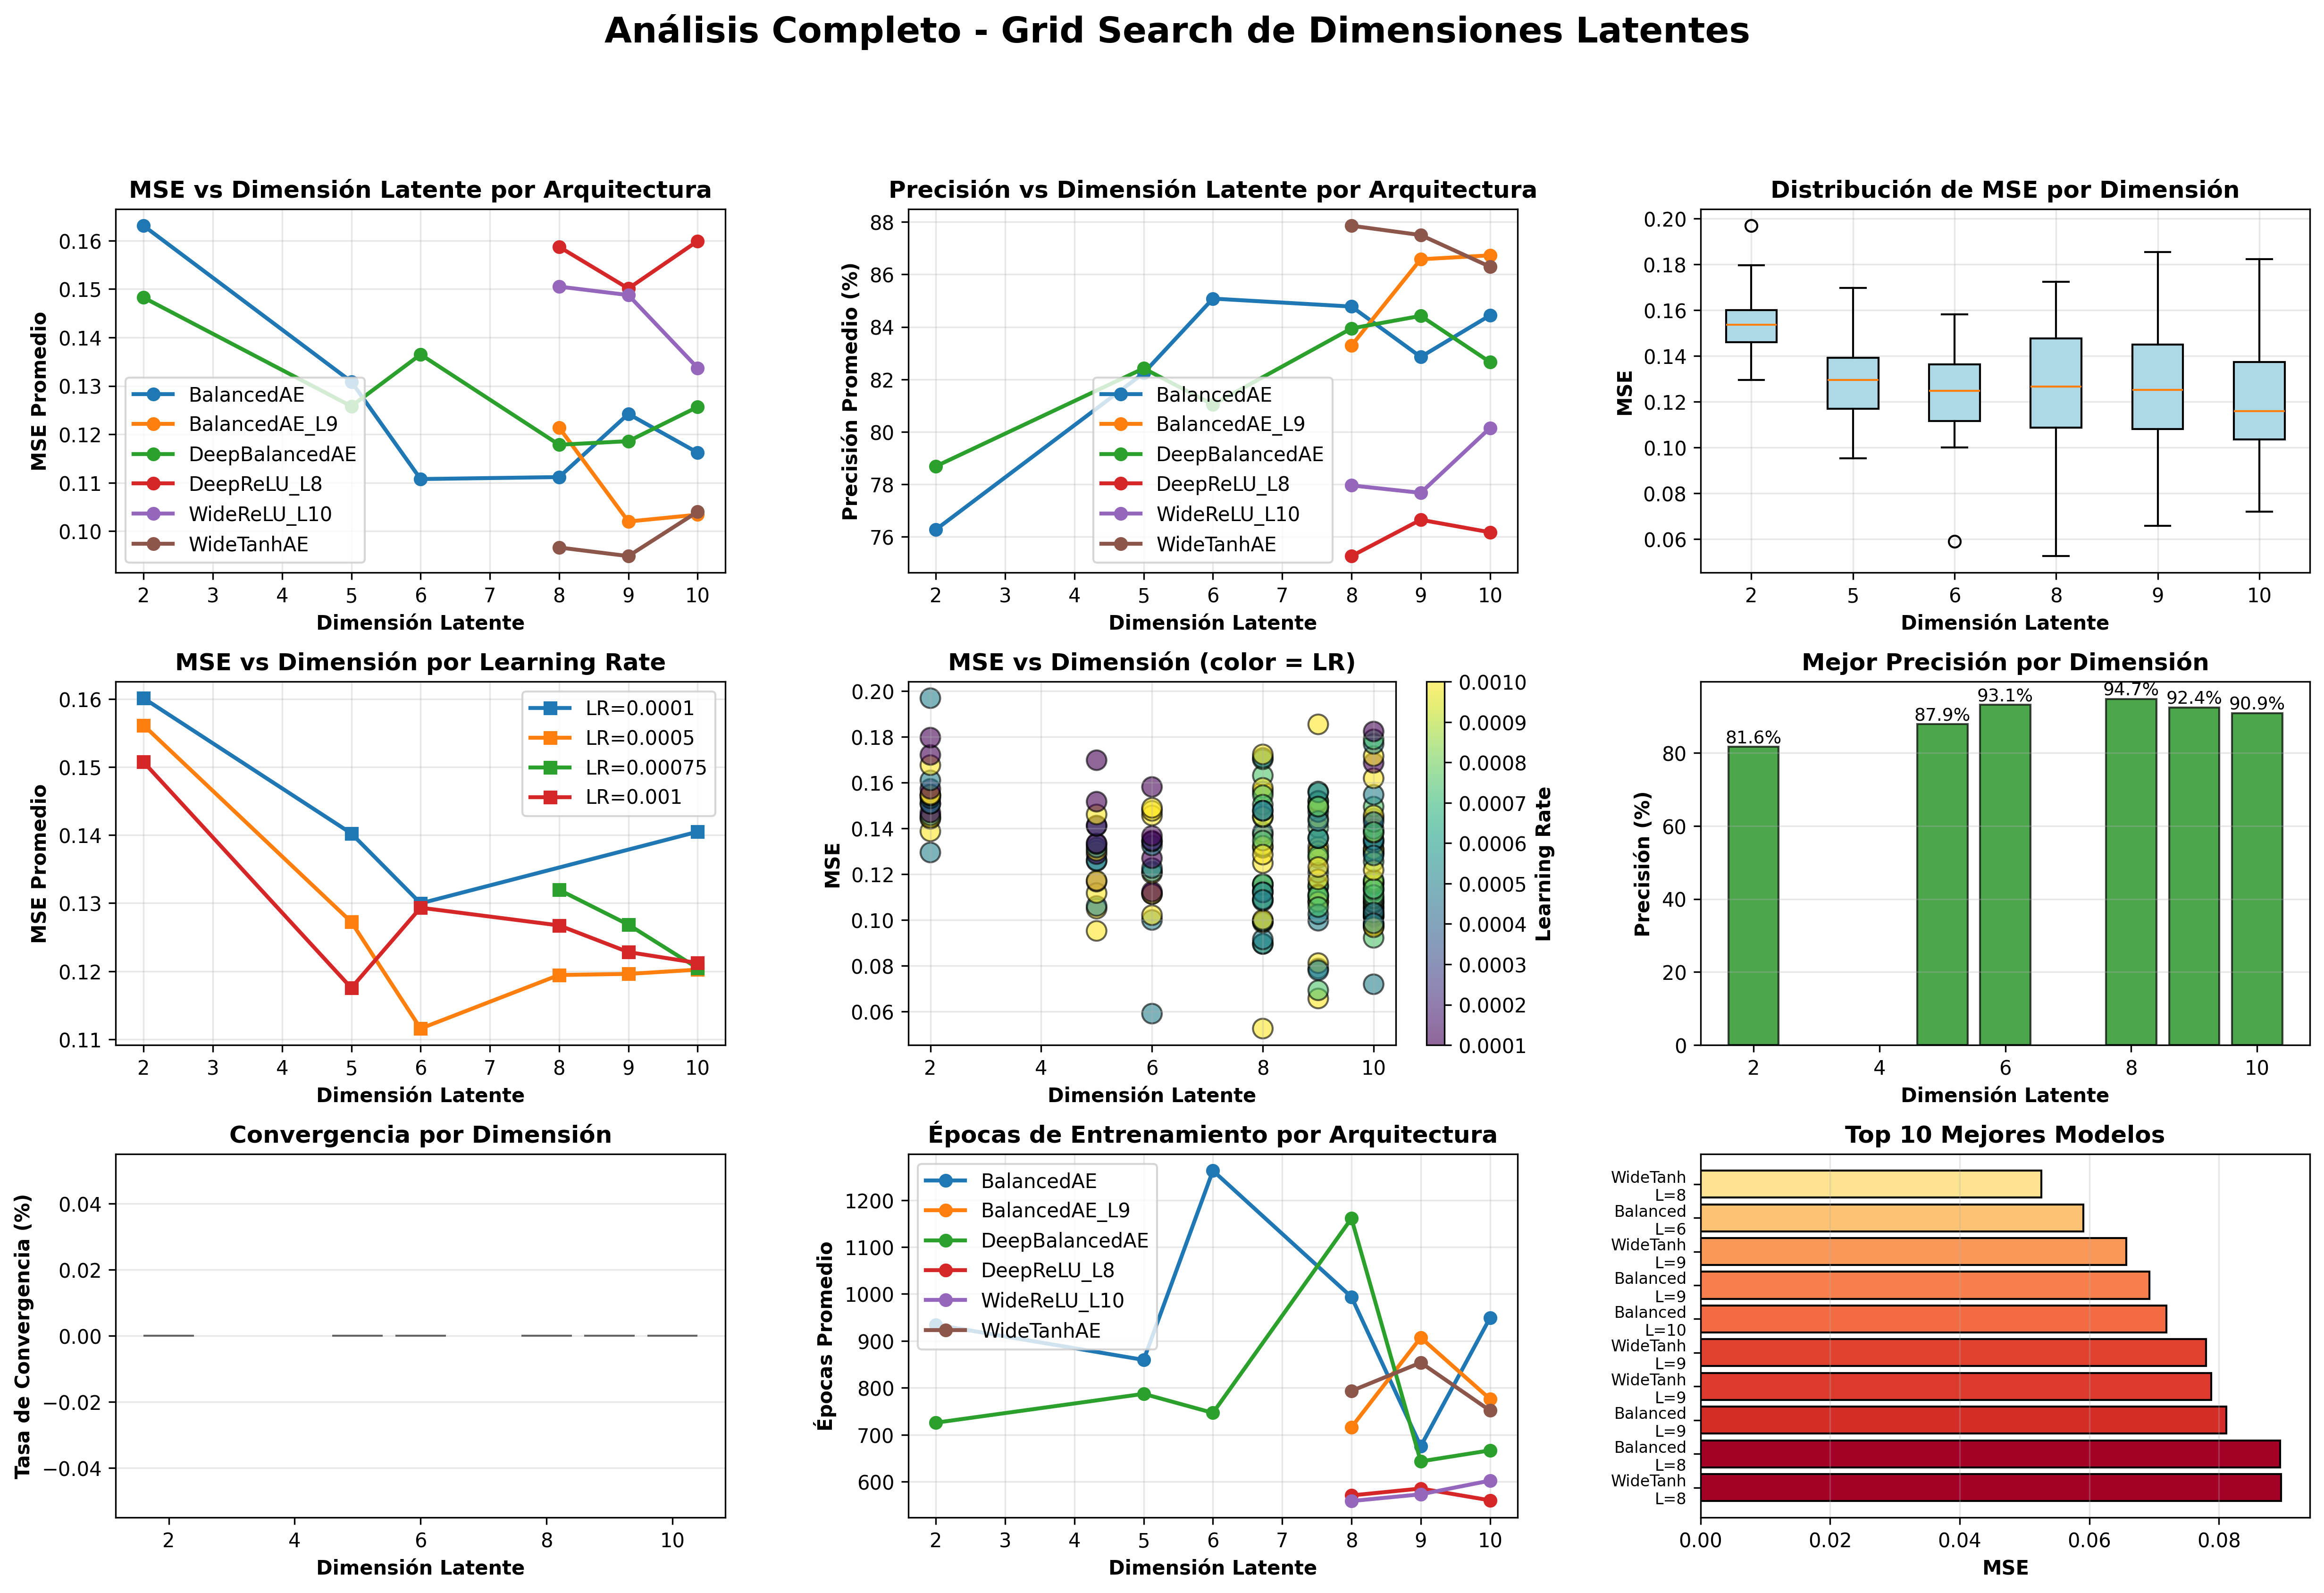 Análisis Completo - Grid Search de Dimensiones Latentes
MSE vs Dimensión Latente por Arquitectura
MSE Promedio
0.16
0.15
0.14
0.13
0.12
0.11
0.10
BalancedAE
BalancedAE_L9
DeepBalancedAE
DeepReLU_L8
WideReLU_L10
WideTanhAE
2 3 4 5 6 7 8 9 10
Dimensión Latente
Precisión vs Dimensión Latente por Arquitectura
Precisión Promedio (%)
88
86
84
82
80
78
76
BalancedAE
BalancedAE_L9
DeepBalancedAE
DeepReLU_L8
WideReLU_L10
WideTanhAE
2 3 4 5 6 7 8 9 10
Dimensión Latente
Distribución de MSE por Dimensión
MSE
0.20
0.18
0.16
0.14
0.12
0.10
0.08
0.06
2 5 6 8 9 10
Dimensión Latente
MSE vs Dimensión por Learning Rate
MSE Promedio
0.16
0.15
0.14
0.13
0.12
0.11
LR=0.0001
LR=0.0005
LR=0.00075
LR=0.001
2 3 4 5 6 7 8 9 10
Dimensión Latente
MSE vs Dimensión (color = LR)
MSE
0.20
0.18
0.16
0.14
0.12
0.10
0.08
0.06
2 4 6 8 10
Dimensión Latente
0.0010
0.0009
0.0008
0.0007
0.0006
0.0005
0.0004
0.0003
0.0002
0.0001
Learning Rate
Mejor Precisión por Dimensión
Precisión (%)
80
60
40
20
0
81.6% 87.9% 93.1% 94.7% 92.4% 90.9%
2 4 6 8 10
Dimensión Latente
Convergencia por Dimensión
Tasa de Convergencia (%)
0.04
0.02
0.00
−0.02
−0.04
2 4 6 8 10
Dimensión Latente
Épocas de Entrenamiento por Arquitectura
Épocas Promedio
1200
1100
1000
900
800
700
600
BalancedAE
BalancedAE_L9
DeepBalancedAE
DeepReLU_L8
WideReLU_L10
WideTanhAE
2 3 4 5 6 7 8 9 10
Dimensión Latente
Top 10 Mejores Modelos
WideTanh
L=8
Balanced
L=6
WideTanh
L=9
Balanced
L=9
Balanced
L=10
WideTanh
L=9
WideTanh
L=9
Balanced
L=9
Balanced
L=8
WideTanh
L=8
0.00 0.02 0.04 0.06 0.08
MSE